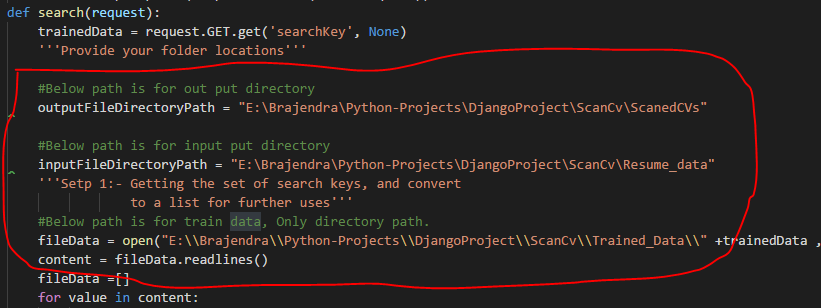 def search(request):
trainedData = request.GET.get('searchKey', None)
'''Provide your folder locations'''
#Below path is for out put directory
outputFileDirectoryPath = "E:\Brajendra\Python-Projects\DjangoProject\ScanCv\ScanedCVs"
#Below path is for input put directory
inputFileDirectoryPath = "E:\Brajendra\Python-Projects\DjangoProject\ScanCv\Resume_data"
'''Setp 1:- Getting the set of search keys, and convert
to a list for further uses'''
#Below path is for train data, Only directory path.
fileData = open("E:\\Brajendra\\Python-Projects\\DjangoProject\\ScanCv\\Trained_Data\\" +trainedData ,
content = fileData.readlines()
fileData =[]
for value in content: